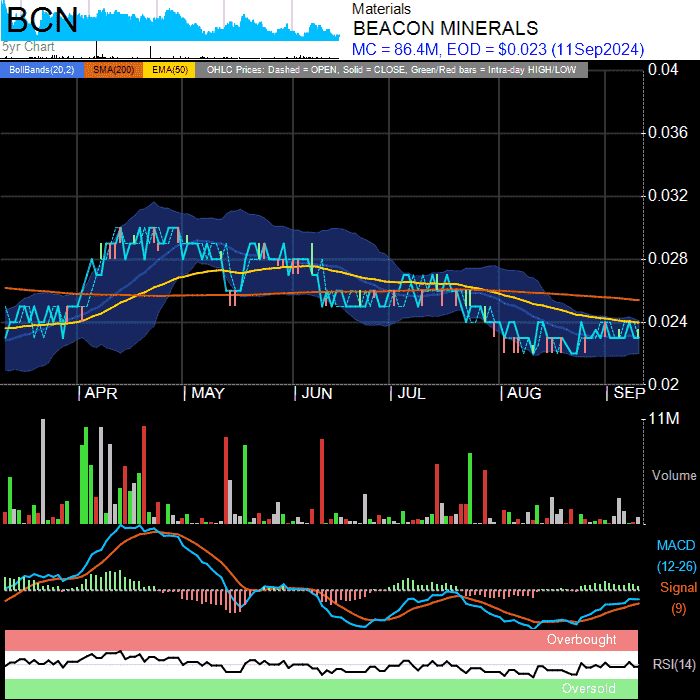 BCN
5yr Chart
Materials
BEACON MINERALS
MC = 86.4M, EOD = $0.023 (11Sep2024)
BollBands(20,2) SMA(200) EMA(50) OHLC Prices: Dashed = OPEN, Solid = CLOSE, Green/Red bars = Intra-day HIGH/LOW
0.04
0.036
0.032
0.028
0.024
0.02
APR MAY JUN JUL AUG SEP
11M
Volume
MACD
(12-26)
Signal
(9)
Overbought
RSI(14)
Oversold